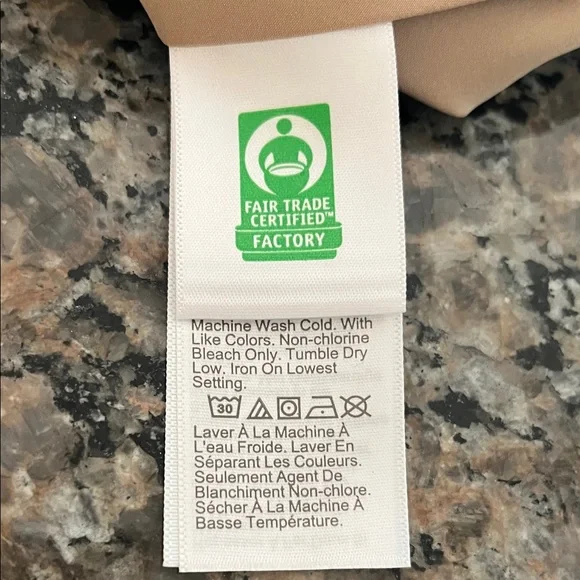 FAIR TRADE
CERTIFIED™
FACTORY
Machine Wash Cold. With
Like Colors. Non-chlorine
Bleach Only. Tumble Dry
Low. Iron On Lowest
Setting.
30
Laver À La Machine À
L'eau Froide. Laver En
Séparant Les Couleurs.
Seulement Agent De
Blanchiment Non-chlore.
Sécher À La Machine À
Basse Température.